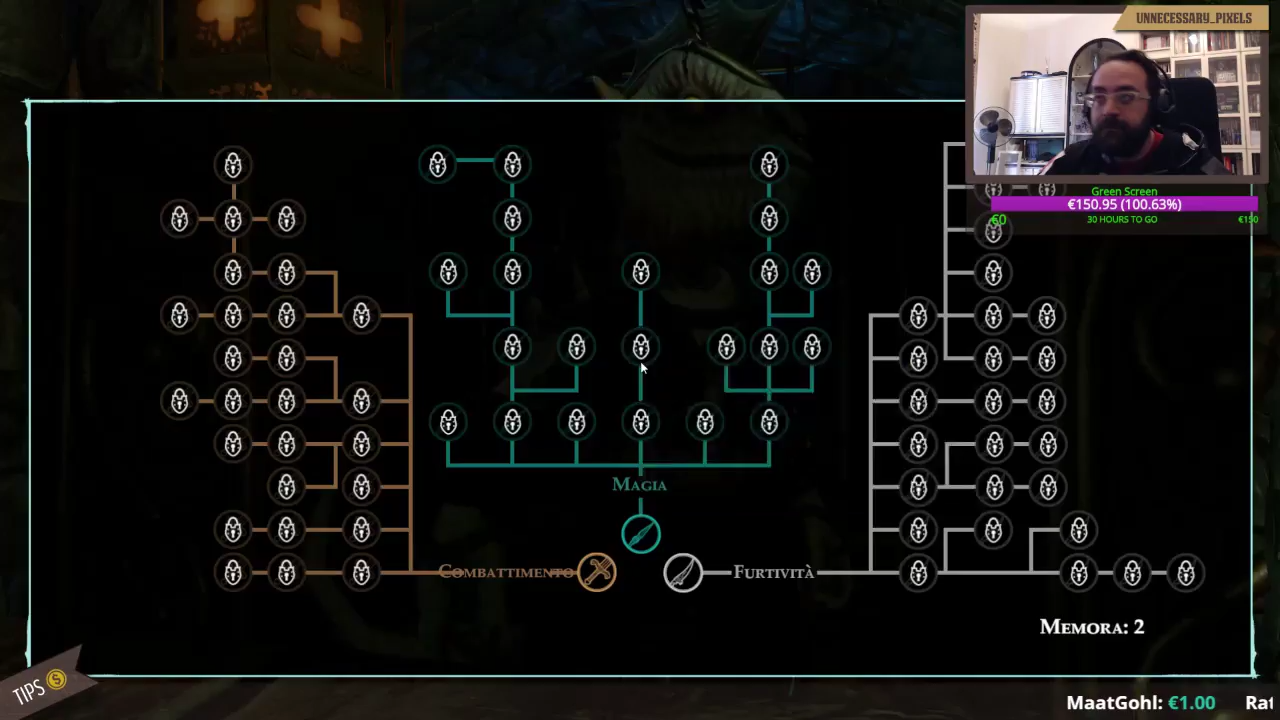 UNNECESSARY_PIXELS
Green Screen
€150.95 (100.63%)
€0
30 HOURS TO GO
€150
Magia
Combattimento
Furtività
Memora: 2
TIPS
MaatGohl: €1.00
Rat